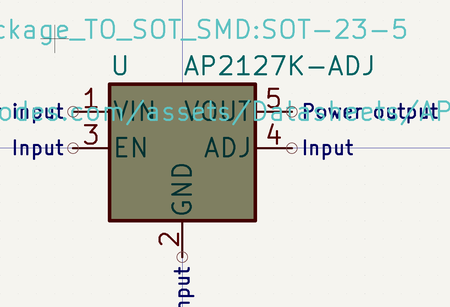 ckage_TO_SOT_SMD:SOT-23-5
U AP2127K-ADJ
input 1 VIN VOUT 5 Power output
odes.com/assets/Datasheets/AP
Input 3 EN ADJ 4 Input
GND
2
nput